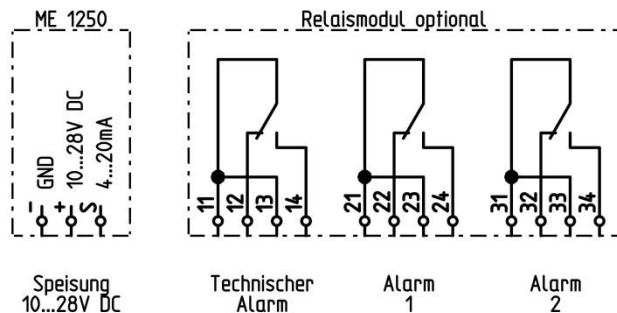 ME 1250
Relaismodul optional
GND
10...28V DC
4...20mA
- + S
11 12 13 14
21 22 23 24
31 32 33 34
Speisung
10...28V DC
Technischer
Alarm
Alarm
1
Alarm
2